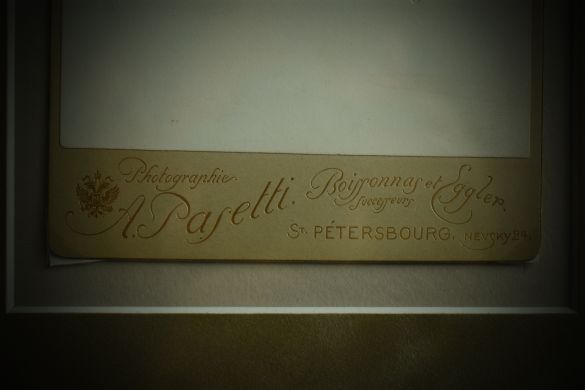 Photographie
A. Pasetti.
Boissonnas et Eggler,
Successeurs
ST. PÉTERSBOURG, NEVSKY 24.